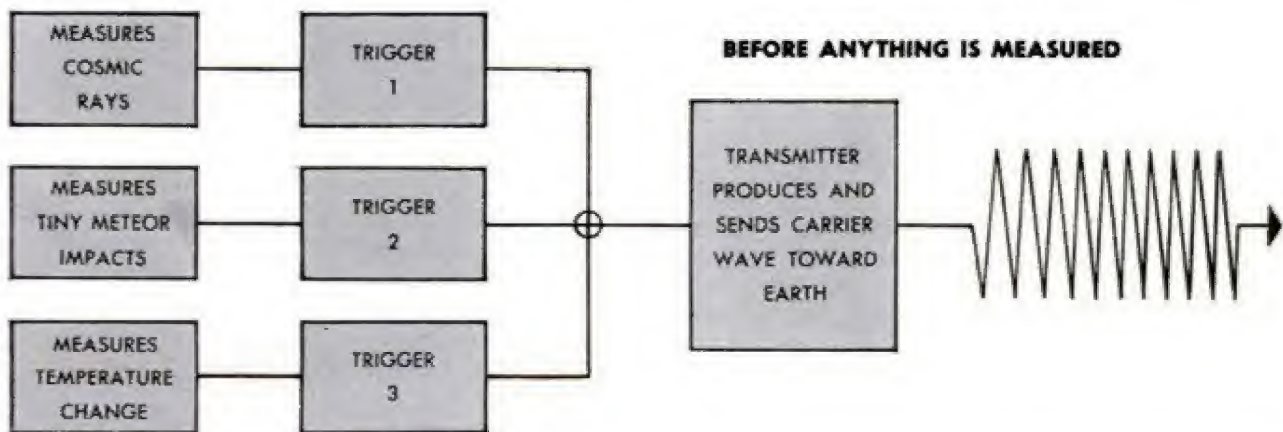 MEASURES
COSMIC
RAYS
TRIGGER
1
BEFORE ANYTHING IS MEASURED
MEASURES
TINY METEOR
IMPACTS
TRIGGER
2
TRANSMITTER
PRODUCES AND
SENDS CARRIER
WAVE TOWARD
EARTH
MEASURES
TEMPERATURE
CHANGE
TRIGGER
3